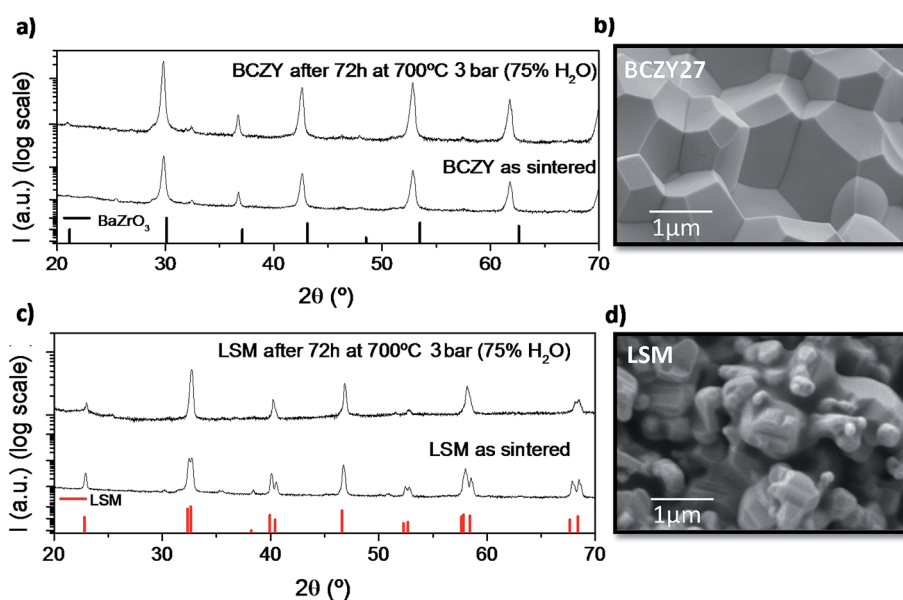 a)
I (a.u.) (log scale)
BCZY after 72h at 700ºC 3 bar (75% H₂O)
BCZY as sintered
BaZrO₃
20 30 40 50 60 70
2θ (º)
b)
BCZY27
1µm
c)
I (a.u.) (log scale)
LSM after 72h at 700ºC 3 bar (75% H₂O)
LSM as sintered
LSM
20 30 40 50 60 70
2θ (º)
d)
LSM
1µm